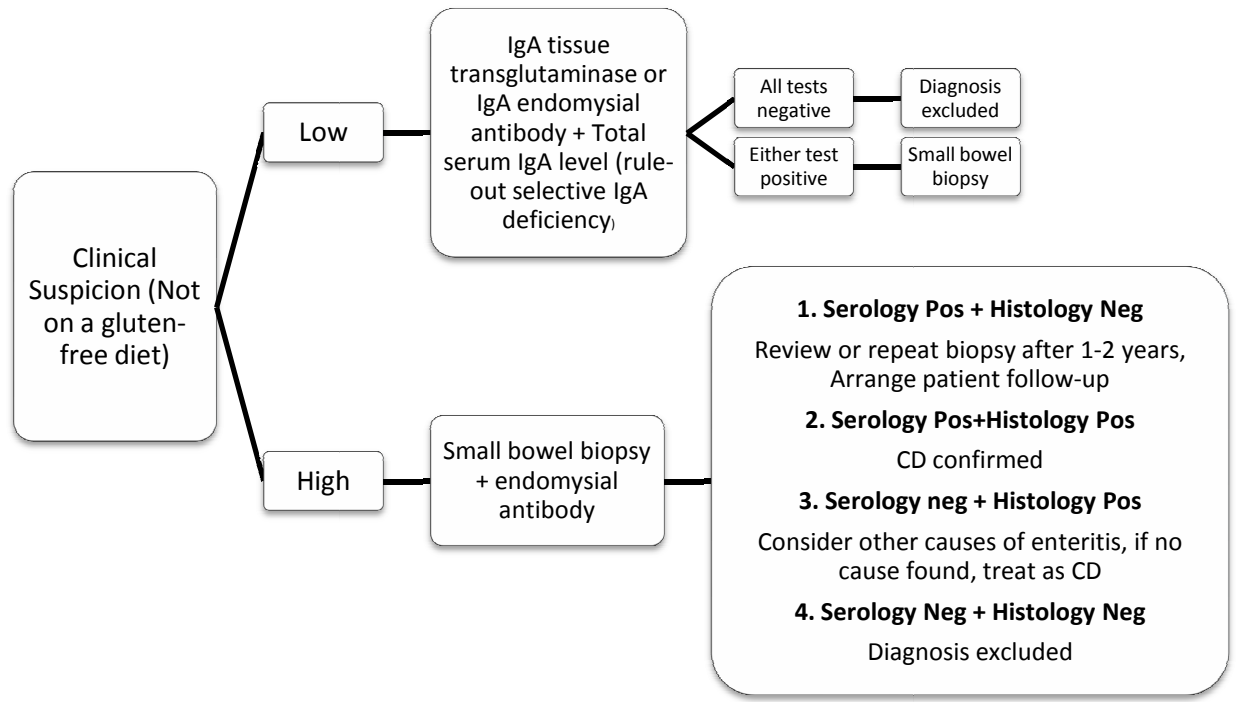 Clinical
Suspicion (Not
on a gluten-
free diet)
Low
IgA tissue
transglutaminase or
IgA endomysial
antibody + Total
serum IgA level (rule-
out selective IgA
deficiency)
All tests
negative
Diagnosis
excluded
Either test
positive
Small bowel
biopsy
High
Small bowel biopsy
+ endomysial
antibody
1. Serology Pos + Histology Neg
Review or repeat biopsy after 1-2 years,
Arrange patient follow-up
2. Serology Pos+Histology Pos
CD confirmed
3. Serology neg + Histology Pos
Consider other causes of enteritis, if no
cause found, treat as CD
4. Serology Neg + Histology Neg
Diagnosis excluded